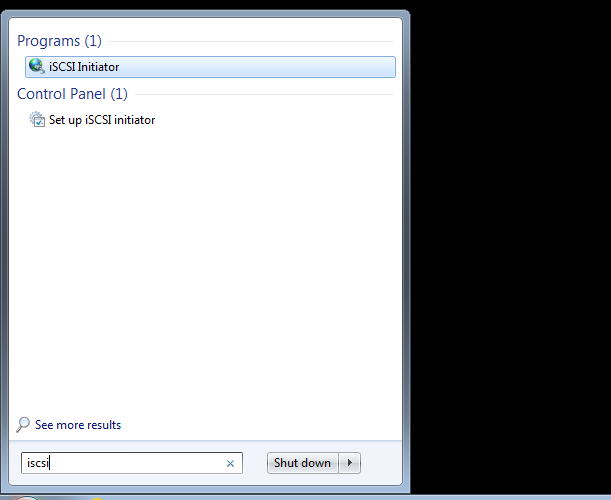 Programs (1)
iSCSI Initiator
Control Panel (1)
Set up iSCSI initiator
See more results
iscsi
Shut down